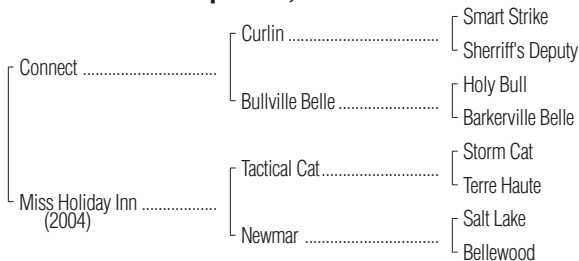 Smart Strike
Curlin
Sherriff's Deputy
Connect
Holy Bull
Bullville Belle
Barkerville Belle
Storm Cat
Tactical Cat
Terre Haute
Miss Holiday Inn
(2004)
Salt Lake
Newmar
Bellewood